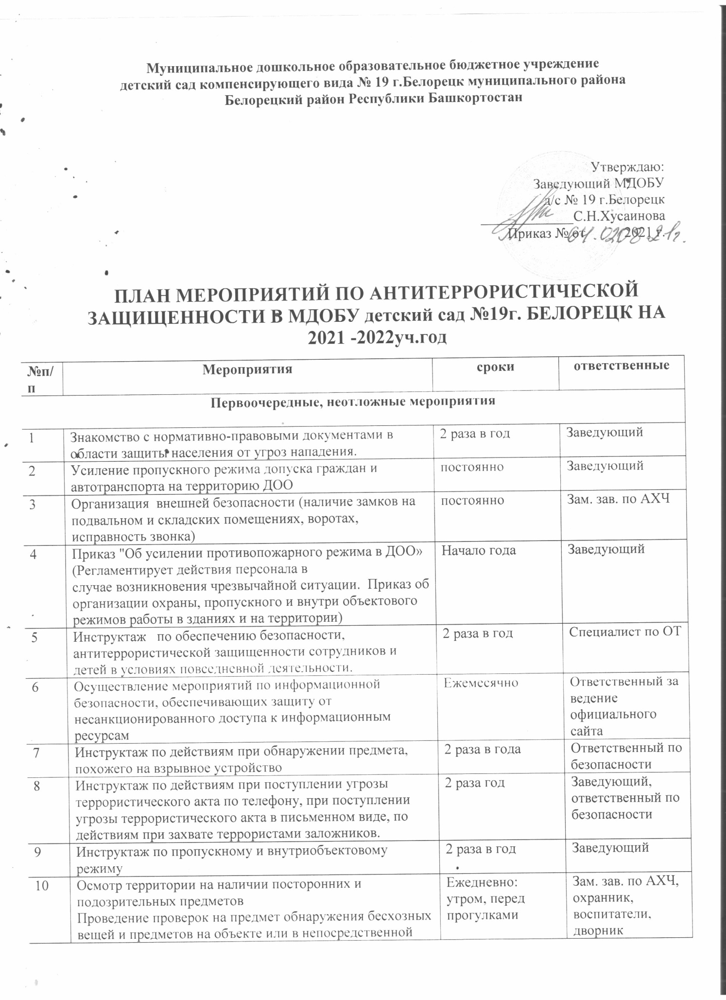 Муниципальное дошкольное образовательное бюджетное учреждение
детский сад компенсирующего вида № 19 г.Белорецк муниципального района
Белорецкий район Республики Башкортостан
Утверждаю:
Заведующий МДОБУ
д/с № 19 г.Белорецк
______________С.Н.Хусаинова
Приказ № от 2021 г.
ПЛАН МЕРОПРИЯТИЙ ПО АНТИТЕРРОРИСТИЧЕСКОЙ
ЗАЩИЩЕННОСТИ В МДОБУ детский сад №19г. БЕЛОРЕЦК НА
2021 -2022уч.год
№п/ Мероприятия сроки ответственные
п
Первоочередные, неотложные мероприятия
1 Знакомство с нормативно-правовыми документами в 2 раза в год Заведующий
области защиты населения от угроз нападения.
2 Усиление пропускного режима допуска граждан и постоянно Заведующий
автотранспорта на территорию ДОО
3 Организация внешней безопасности (наличие замков на постоянно Зам. зав. по АХЧ
подвальном и складских помещениях, воротах,
исправность звонка)
4 Приказ "Об усилении противопожарного режима в ДОО» Начало года Заведующий
(Регламентирует действия персонала в
случае возникновения чрезвычайной ситуации. Приказ об
организации охраны, пропускного и внутри объектового
режимов работы в зданиях и на территории)
5 Инструктаж по обеспечению безопасности, 2 раза в год Специалист по ОТ
антитеррористической защищенности сотрудников и
детей в условиях повседневной деятельности.
6 Осуществление мероприятий по информационной Ежемесячно Ответственный за
безопасности, обеспечивающих защиту от ведение
несанкционированного доступа к информационным официального
ресурсам сайта
7 Инструктаж по действиям при обнаружении предмета, 2 раза в года Ответственный по
похожего на взрывное устройство безопасности
8 Инструктаж по действиям при поступлении угрозы 2 раза год Заведующий,
террористического акта по телефону, при поступлении ответственный по
угрозы террористического акта в письменном виде, по безопасности
действиям при захвате террористами заложников.
9 Инструктаж по пропускному и внутриобъектовому 2 раза в год Заведующий
режиму
10 Осмотр территории на наличии посторонних и Ежедневно: Зам. зав. по АХЧ,
подозрительных предметов утром, перед охранник,
Проведение проверок на предмет обнаружения бесхозных прогулками воспитатели,
вещей и предметов на объекте или в непосредственной дворник